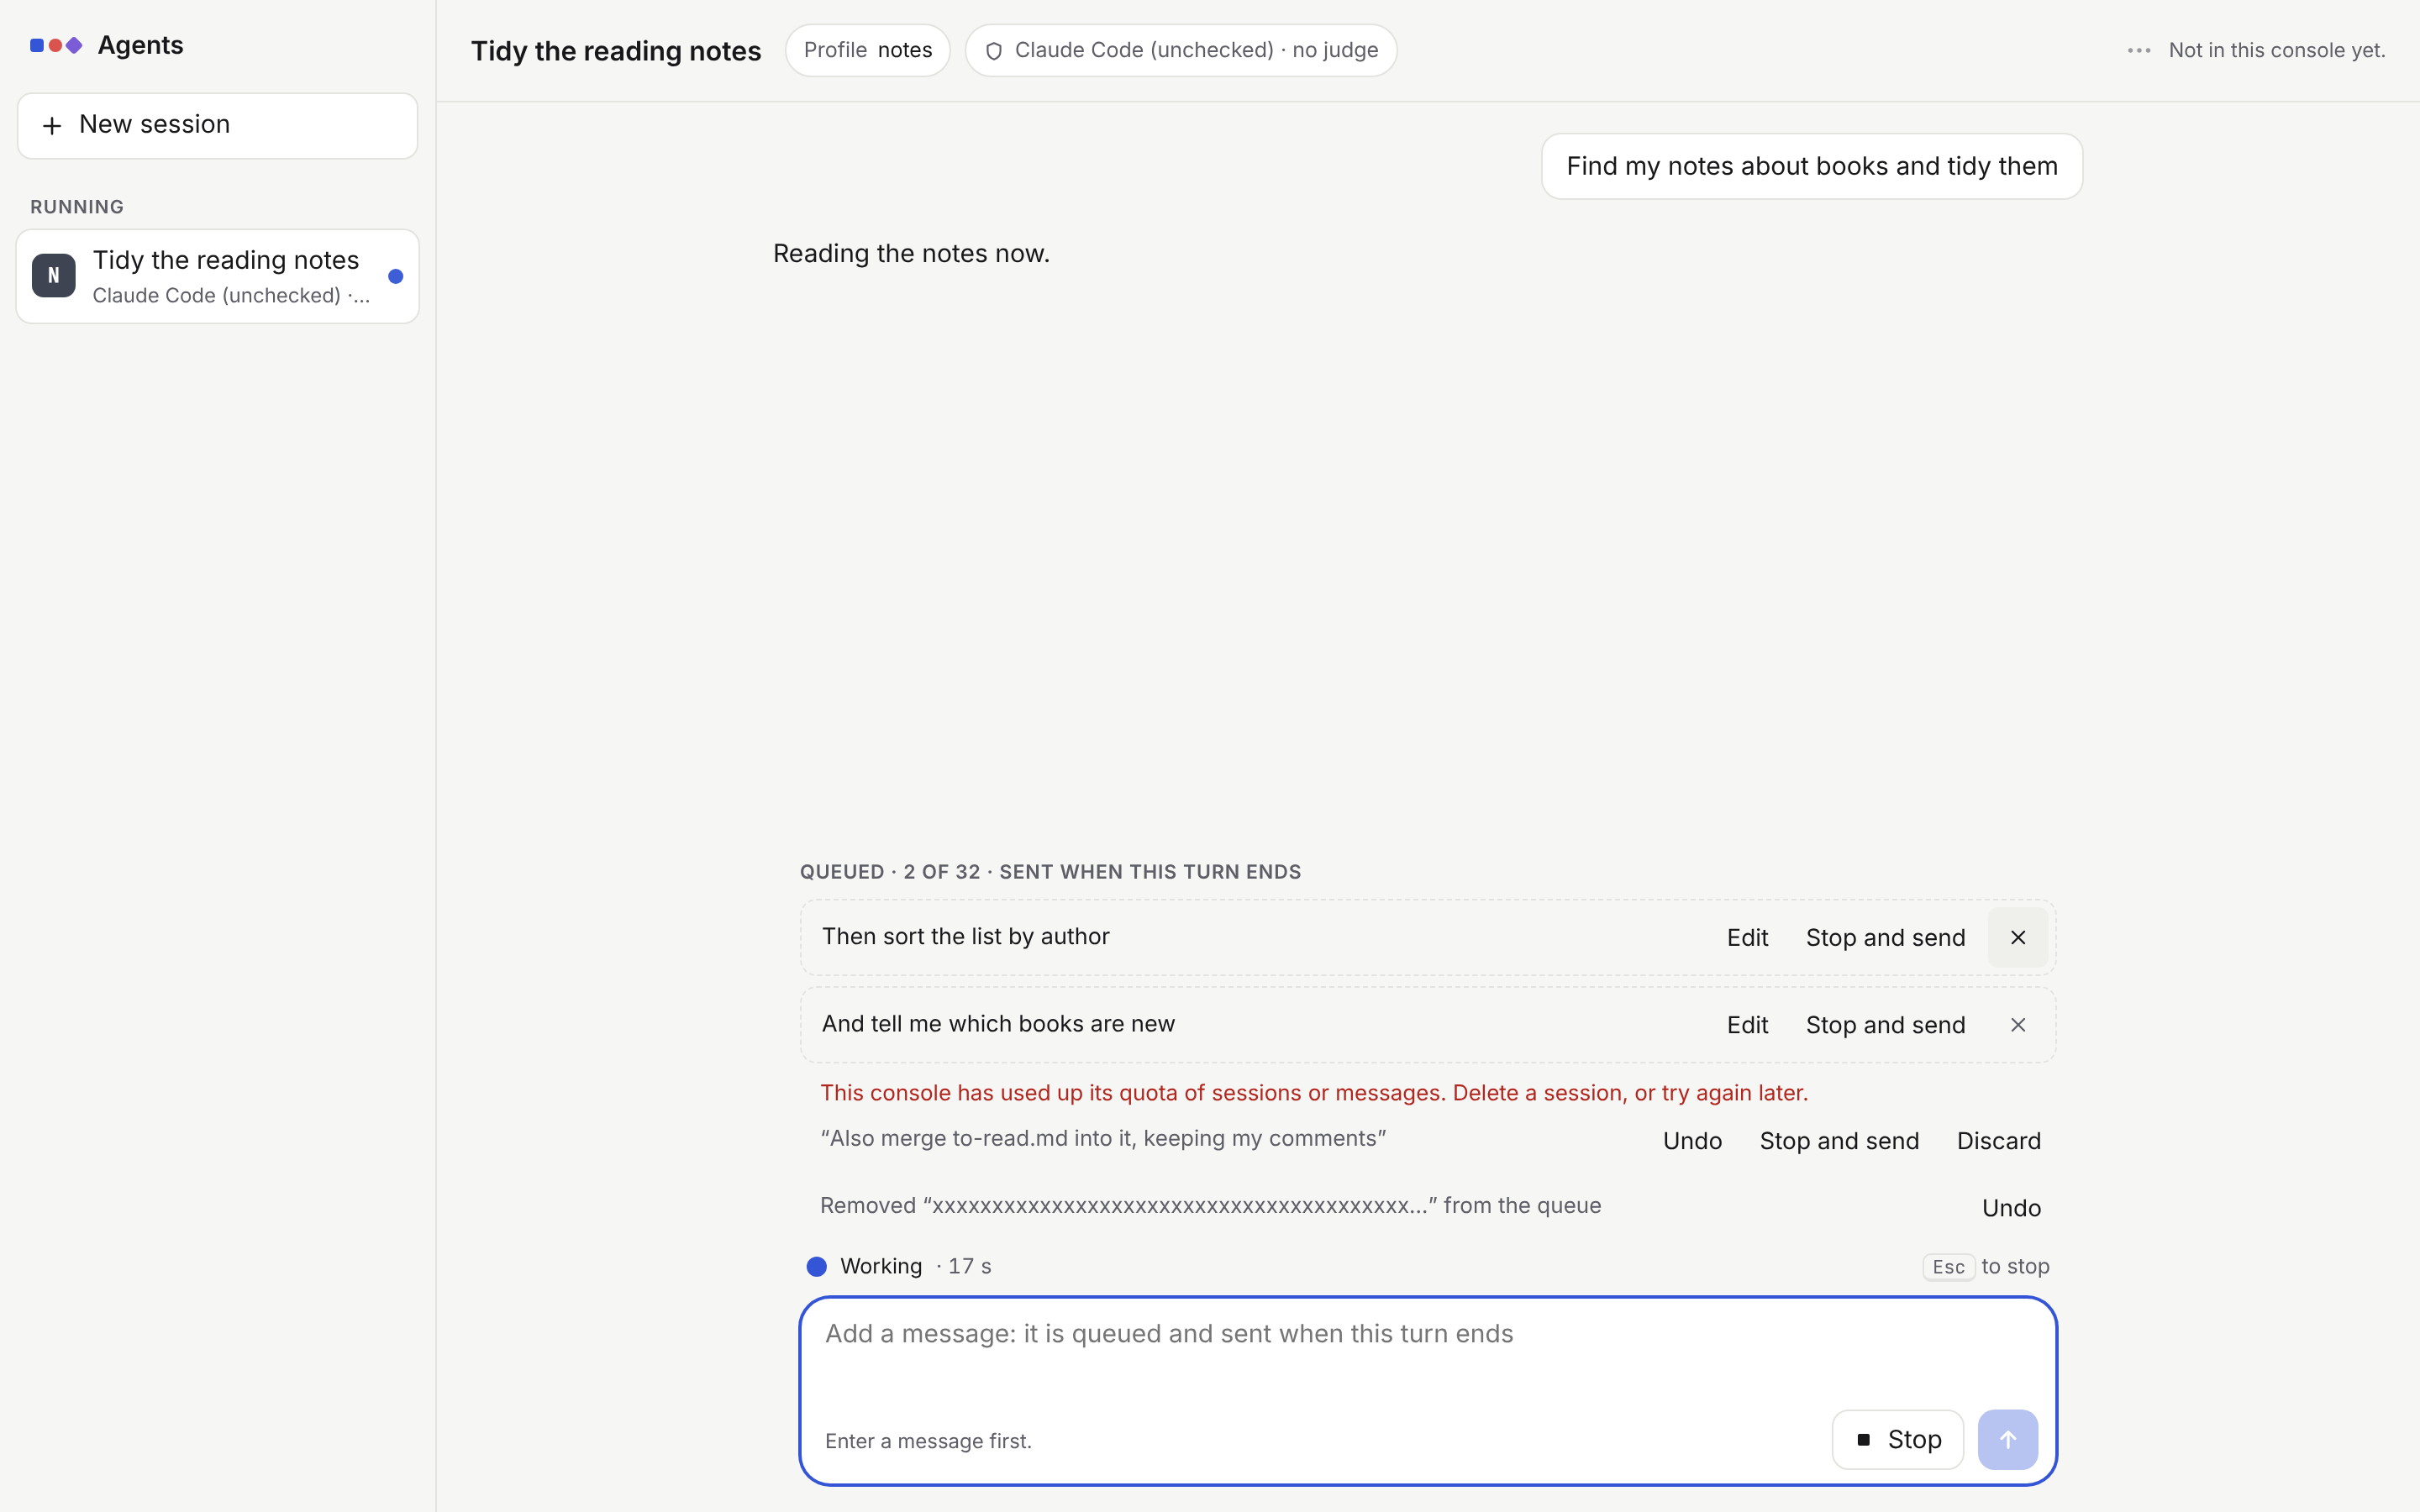 Agents
New session
RUNNING
N
Tidy the reading notes
Claude Code (unchecked) ·...
Tidy the reading notes
Profile notes
Claude Code (unchecked) · no judge
Not in this console yet.
Find my notes about books and tidy them
Reading the notes now.
QUEUED · 2 OF 32 · SENT WHEN THIS TURN ENDS
Then sort the list by author Edit Stop and send
And tell me which books are new Edit Stop and send
This console has used up its quota of sessions or messages. Delete a session, or try again later.
“Also merge to-read.md into it, keeping my comments” Undo Stop and send Discard
Removed “xxxxxxxxxxxxxxxxxxxxxxxxxxxxxxxxxxxxxxxx…” from the queue Undo
Working · 17 s Esc to stop
Add a message: it is queued and sent when this turn ends
Enter a message first. Stop